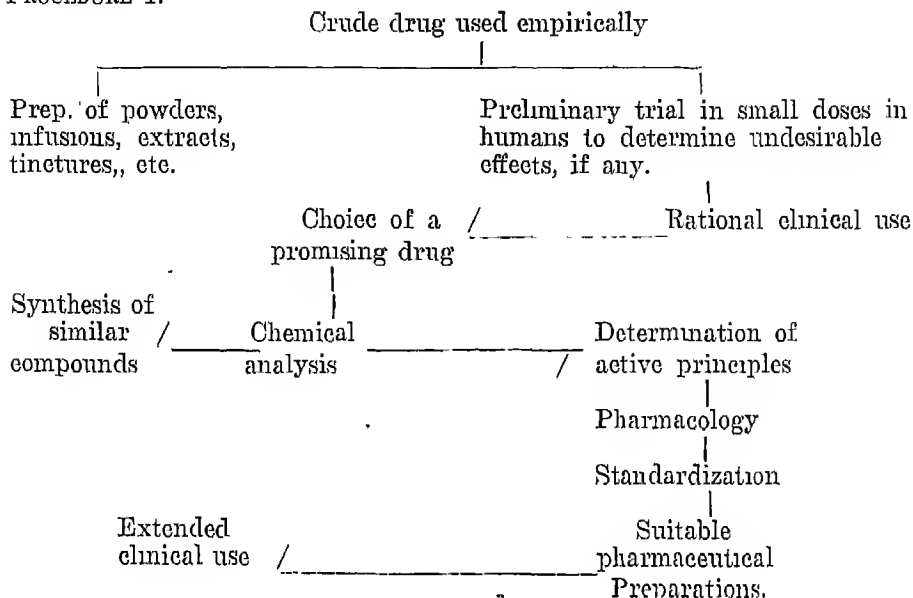 PROCEDURE I.
Crude drug used empirically
Prep. of powders,
infusions, extracts,
tinctures,, etc.
Preliminary trial in small doses in
humans to determine undesirable
effects, if any.
Choice of a
promising drug
Rational clinical use
Synthesis of
similar
compounds
Chemical
analysis
Determination of
active principles
Pharmacology
Standardization
Extended
clinical use
Suitable
pharmaceutical
Preparations.